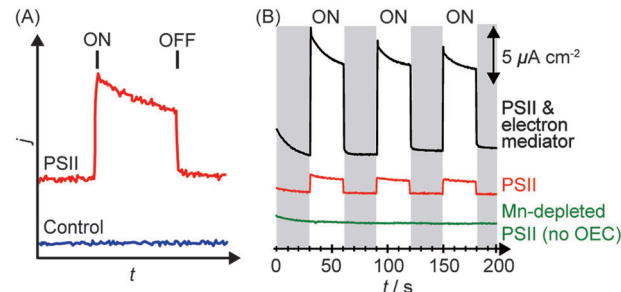 (A)
ON
OFF
PSII
Control
j
t
(B)
ON
ON
ON
5 μA cm⁻²
PSII &
electron
mediator
PSII
Mn-depleted
PSII (no OEC)
0
50
100
150
200
t / s